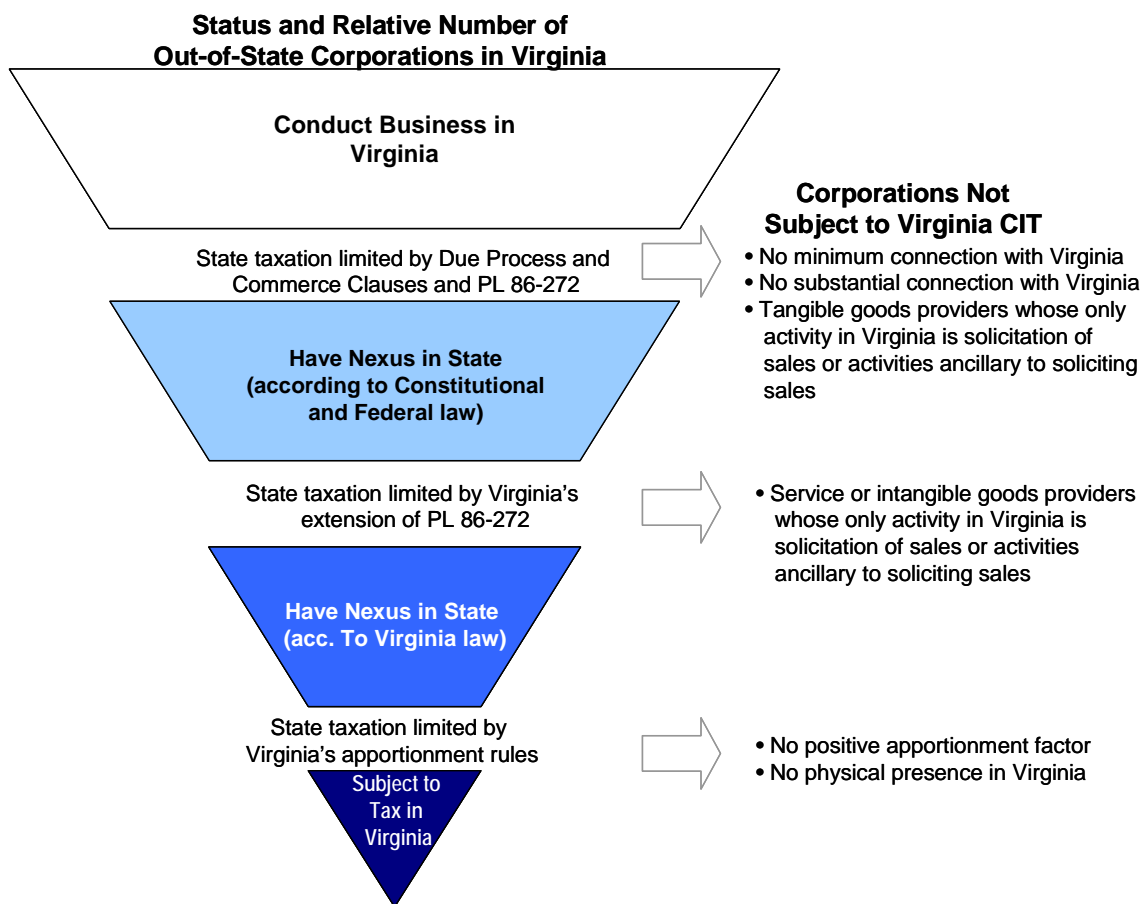 Status and Relative Number of
Out-of-State Corporations in Virginia
Conduct Business in
Virginia
Corporations Not
Subject to Virginia CIT
State taxation limited by Due Process and
Commerce Clauses and PL 86-272
• No minimum connection with Virginia
• No substantial connection with Virginia
• Tangible goods providers whose only
activity in Virginia is solicitation of
sales or activities ancillary to soliciting
sales
Have Nexus in State
(according to Constitutional
and Federal law)
State taxation limited by Virginia's
extension of PL 86-272
• Service or intangible goods providers
whose only activity in Virginia is
solicitation of sales or activities
ancillary to soliciting sales
Have Nexus in State
(acc. To Virginia law)
State taxation limited by
Virginia's apportionment rules
• No positive apportionment factor
• No physical presence in Virginia
Subject to
Tax in
Virginia